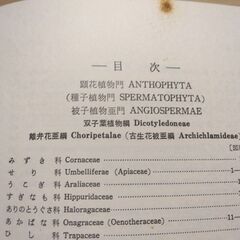 ― 目 次 ―
顕花植物門 ANTHOPHYTA
(種子植物門 SPERMATOPHYTA)
被子植物亜門 ANGIOSPERMAE
双子葉植物綱 Dicotyledoneae
離弁花亜綱 Choripetalae (古生花被亜綱 Archichlamideae)
みずき科 Cornaceae
せり科 Umbelliferae (Apiaceae)
うこぎ科 Araliaceae
すぎなも科 Hippuridaceae
ありのとうぐさ科 Haloragaceae
あかばな科 Onagraceae (Oenotheraceae)
ひし科 Trapaceae